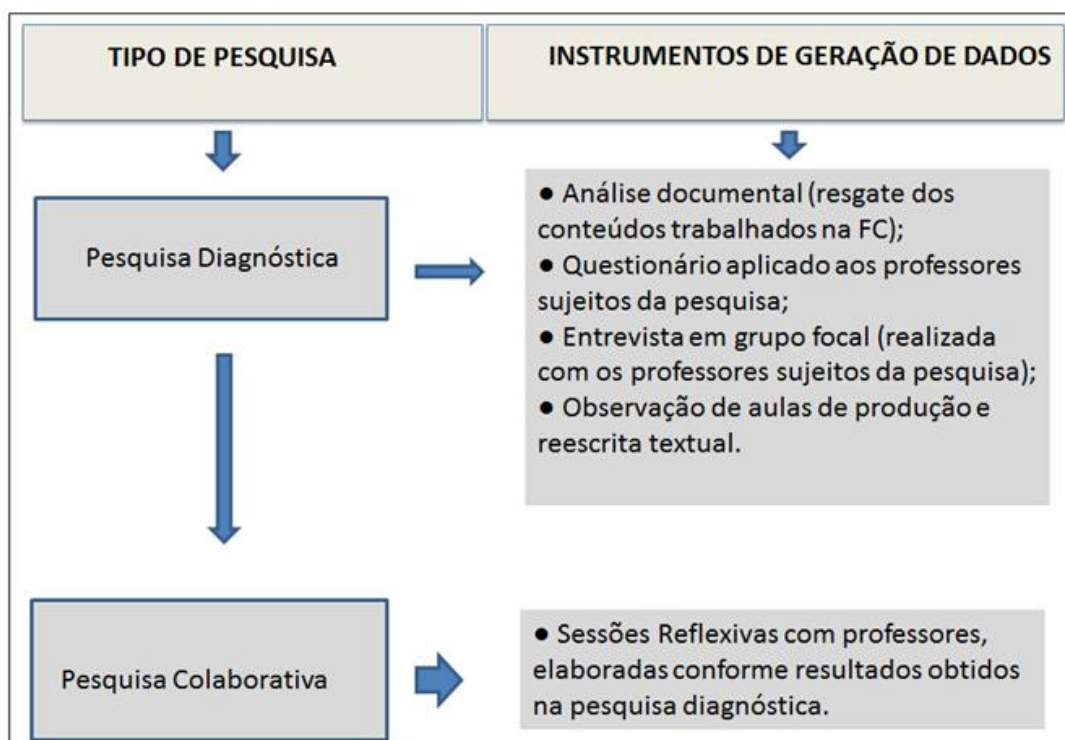 TIPO DE PESQUISA
INSTRUMENTOS DE GERAÇÃO DE DADOS
Pesquisa Diagnóstica
● Análise documental (resgate dos
conteúdos trabalhados na FC);
● Questionário aplicado aos professores
sujeitos da pesquisa;
● Entrevista em grupo focal (realizada
com os professores sujeitos da pesquisa);
● Observação de aulas de produção e
reescrita textual.
Pesquisa Colaborativa
● Sessões Reflexivas com professores,
elaboradas conforme resultados obtidos
na pesquisa diagnóstica.